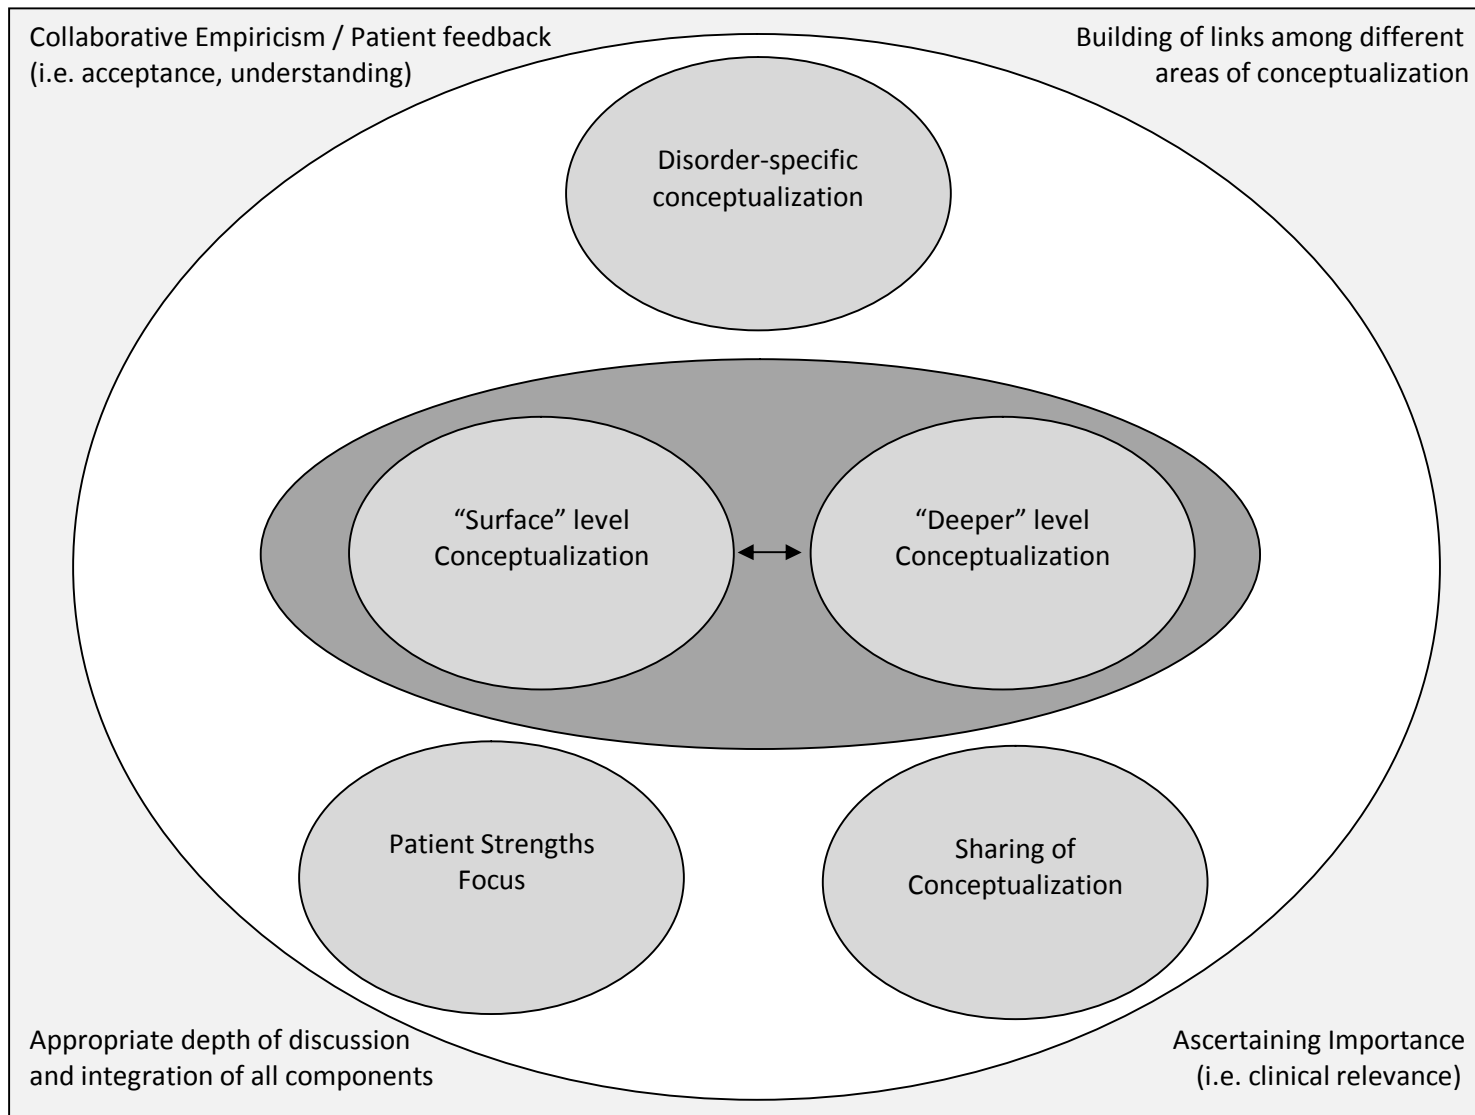 Collaborative Empiricism / Patient feedback
(i.e. acceptance, understanding)
Building of links among different
areas of conceptualization
Disorder-specific
conceptualization
“Surface” level
Conceptualization
“Deeper” level
Conceptualization
Patient Strengths
Focus
Sharing of
Conceptualization
Appropriate depth of discussion
and integration of all components
Ascertaining Importance
(i.e. clinical relevance)